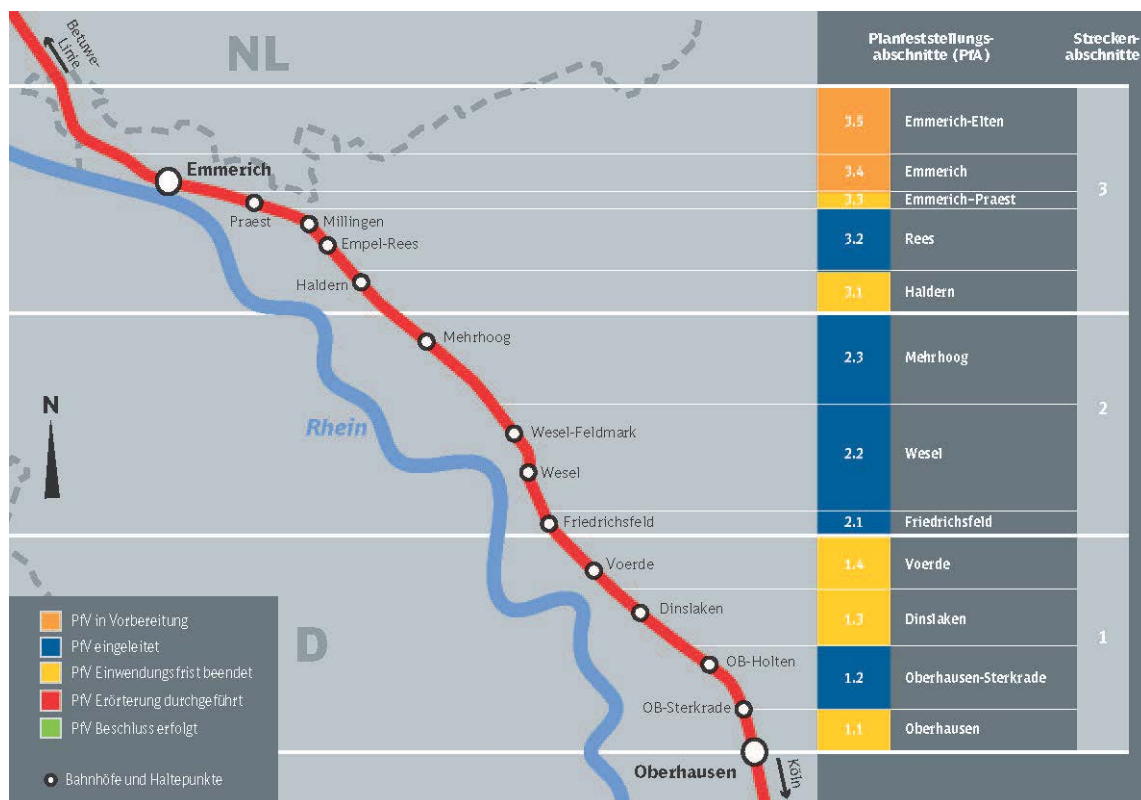 Betuwe-
Linie
NL
Emmerich
Praest
Millingen
Empel-Rees
Haldern
Mehrhoog
N
Rhein
Wesel-Feldmark
Wesel
Friedrichsfeld
Voerde
Dinslaken
D
OB-Holten
OB-Sterkrade
Oberhausen
Köln
PfV in Vorbereitung
PfV eingeleitet
PfV Einwendungsfrist beendet
PfV Erörterung durchgeführt
PfV Beschluss erfolgt
Bahnhöfe und Haltepunkte
Planfeststellungs-
abschnitte (PfA)
Strecken-
abschnitte
3.5 Emmerich-Elten
3.4 Emmerich
3.3 Emmerich-Praest
3.2 Rees
3.1 Haldern
3
2.3 Mehrhoog
2.2 Wesel
2.1 Friedrichsfeld
2
1.4 Voerde
1.3 Dinslaken
1.2 Oberhausen-Sterkrade
1.1 Oberhausen
1